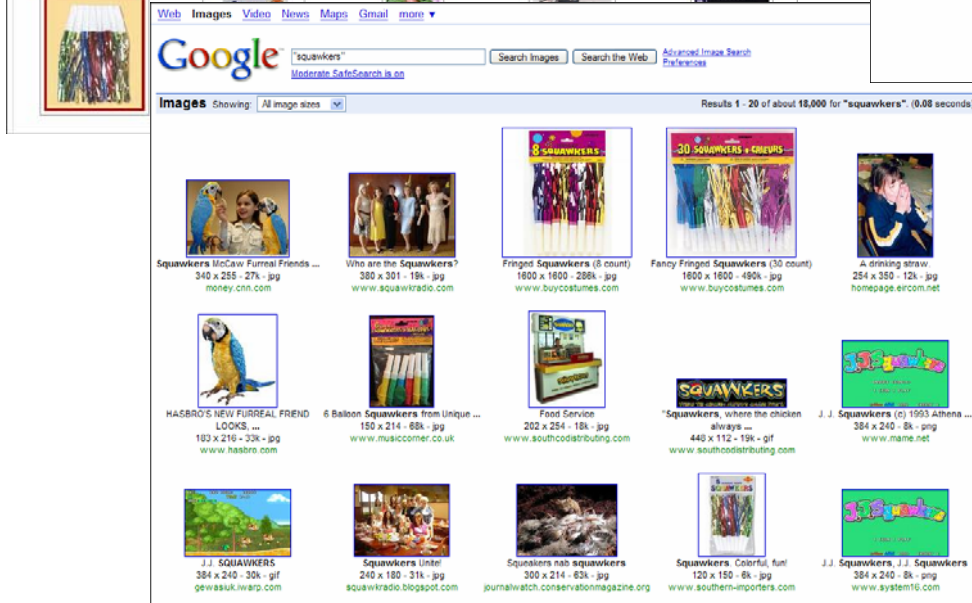 Web Images Video News Maps Gmail more ▼
Google "squawkers" Search Images Search the Web Advanced Image Search
Preferences
Moderate SafeSearch is on
Images Showing: All image sizes Results 1 - 20 of about 18,000 for "squawkers". (0.08 seconds
8 SQUAWKERS
30 SQUAWKERS
Squawkers McCaw Furreal Friends ...
340 x 255 - 27k - jpg
money.cnn.com
Who are the Squawkers?
380 x 301 - 19k - jpg
www.squawkradio.com
Fringed Squawkers (8 count)
1600 x 1600 - 286k - jpg
www.buycostumes.com
Fancy Fringed Squawkers (30 count)
1600 x 1600 - 490k - jpg
www.buycostumes.com
A drinking straw.
254 x 350 - 12k - jpg
homepage.eircom.net
HASBRO'S NEW FURREAL FRIEND
LOOKS, ...
183 x 216 - 33k - jpg
www.hasbro.com
6 Balloon Squawkers from Unique ...
150 x 214 - 68k - jpg
www.musiccorner.co.uk
Food Service
202 x 254 - 18k - jpg
www.southcodistributing.com
SQUAWKERS
"Squawkers, where the chicken
always ...
448 x 112 - 19k - gif
www.southcodistributing.com
J.J. Squawkers
J.J. Squawkers (c) 1993 Athena ...
384 x 240 - 8k - png
www.mame.net
J.J. SQUAWKERS
384 x 240 - 30k - gif
gewasiuk.iwarp.com
Squawkers Unite!
240 x 180 - 31k - jpg
squawkradio.blogspot.com
Squeakers nab squawkers
300 x 214 - 63k - jpg
journalwatch.conservationmagazine.org
SQUAWKERS
Squawkers. Colorful, fun!
120 x 150 - 6k - jpg
www.southern-importers.com
J.J. Squawkers
J.J. Squawkers, J.J. Squawkers
384 x 240 - 8k - png
www.system16.com